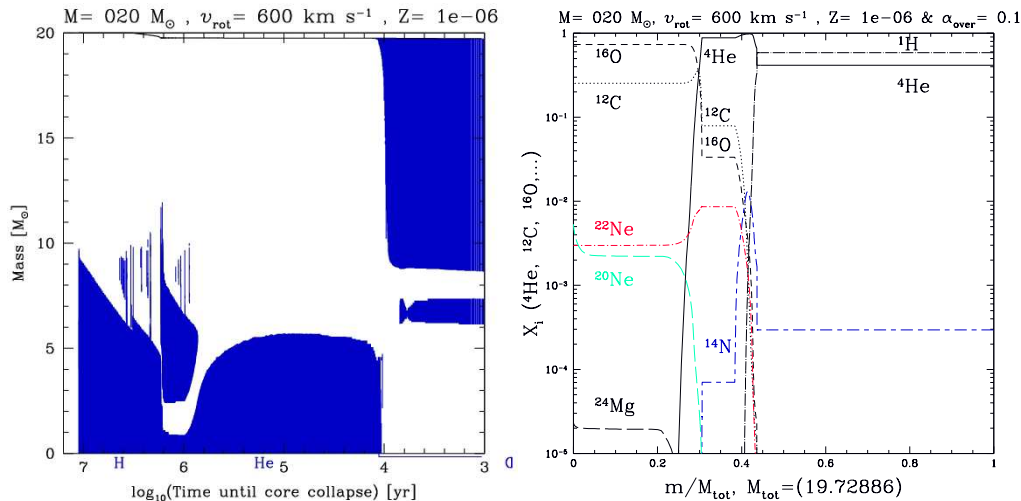 M= 020 M⊙, υrot= 600 km s⁻¹ , Z= 1e-06
20
15
10
5
0
Mass [M⊙]
7
6
5
4
3
H
He
log₁₀(Time until core collapse) [yr]
M= 020 M⊙, υrot= 600 km s⁻¹ , Z= 1e-06 & αover= 0.1
1
10⁻¹
10⁻²
10⁻³
10⁻⁴
10⁻⁵
Xi (⁴He, ¹²C, ¹⁶O,...)
¹⁶O
⁴He
¹H
¹²C
⁴He
¹²C
¹⁶O
²²Ne
²⁰Ne
¹⁴N
²⁴Mg
0
0.2
0.4
0.6
0.8
1
m/Mtot, Mtot=(19.72886)